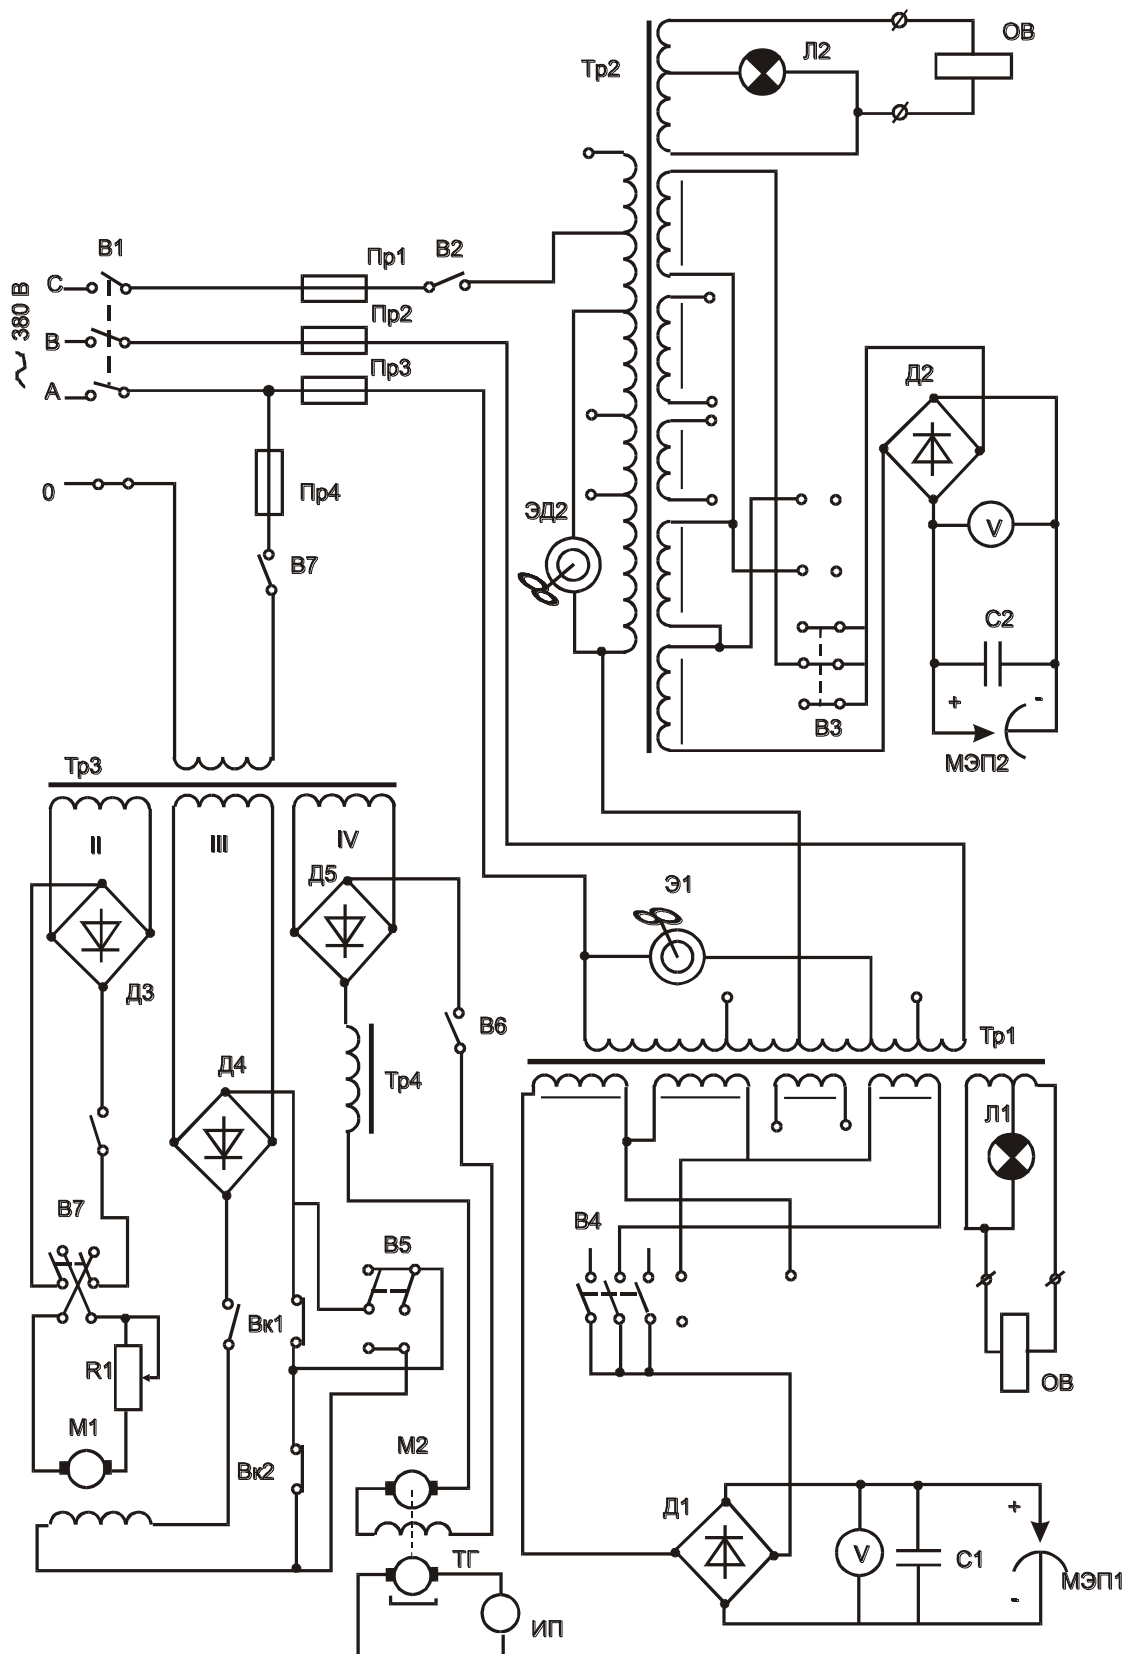 ОВ
Л2
Тр2
В1
Пр1
В2
С
~ 380 В
Пр2
В
Пр3
А
Д2
0
Пр4
ЭД2
V
В7
С2
+
-
В3
МЭП2
Тр3
II
III
IV
Д5
Э1
Д3
В6
Тр1
Д4
Тр4
Л1
В7
В4
В5
Вк1
R1
ОВ
М1
М2
Вк2
Д1
+
ТГ
V
С1
МЭП1
-
ИП